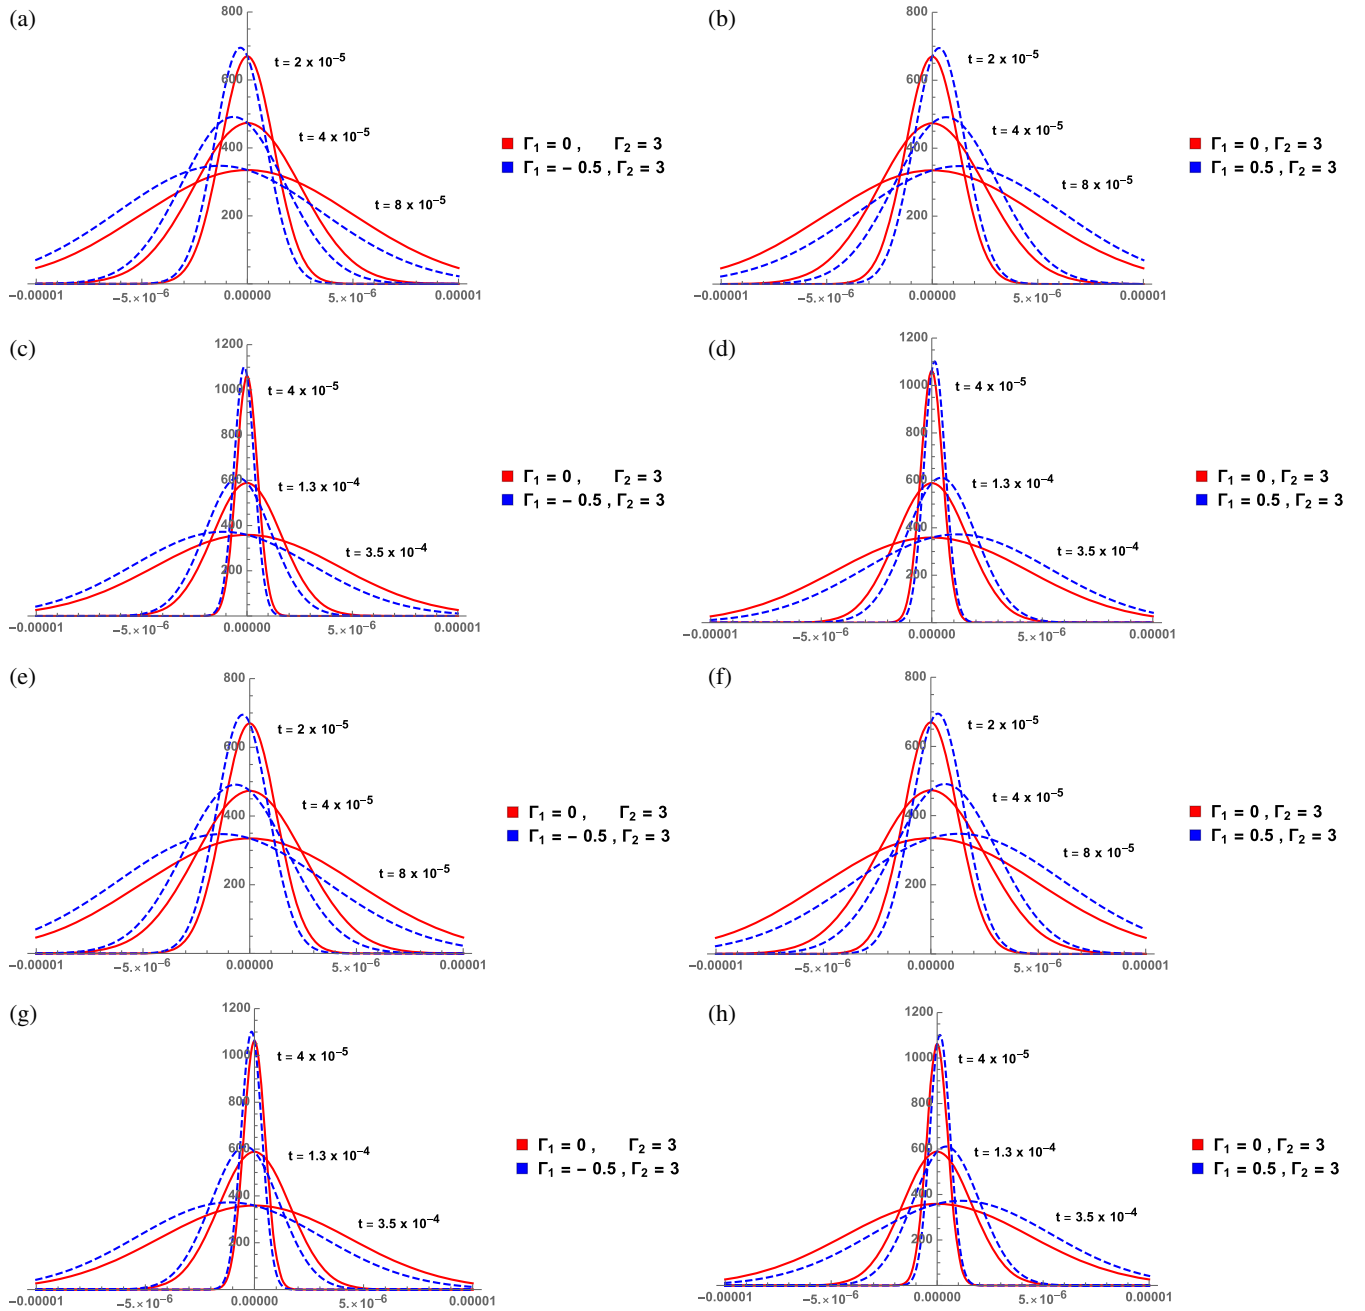 (a)
800
600
400
200
t = 2 x 10⁻⁵
t = 4 x 10⁻⁵
t = 8 x 10⁻⁵
Γ₁ = 0 , Γ₂ = 3
Γ₁ = − 0.5 , Γ₂ = 3
−0.00001 −5.×10⁻⁶ 0.00000 5.×10⁻⁶ 0.00001
(b)
800
600
400
200
t = 2 x 10⁻⁵
t = 4 x 10⁻⁵
t = 8 x 10⁻⁵
Γ₁ = 0 , Γ₂ = 3
Γ₁ = 0.5 , Γ₂ = 3
−0.00001 −5.×10⁻⁶ 0.00000 5.×10⁻⁶ 0.00001
(c)
1200
1000
800
600
400
200
t = 4 x 10⁻⁵
t = 1.3 x 10⁻⁴
t = 3.5 x 10⁻⁴
Γ₁ = 0 , Γ₂ = 3
Γ₁ = − 0.5 , Γ₂ = 3
−0.00001 −5.×10⁻⁶ 0.00000 5.×10⁻⁶ 0.00001
(d)
1200
1000
800
600
400
200
t = 4 x 10⁻⁵
t = 1.3 x 10⁻⁴
t = 3.5 x 10⁻⁴
Γ₁ = 0 , Γ₂ = 3
Γ₁ = 0.5 , Γ₂ = 3
−0.00001 −5.×10⁻⁶ 0.00000 5.×10⁻⁶ 0.00001
(e)
800
600
400
200
t = 2 x 10⁻⁵
t = 4 x 10⁻⁵
t = 8 x 10⁻⁵
Γ₁ = 0 , Γ₂ = 3
Γ₁ = − 0.5 , Γ₂ = 3
−0.00001 −5.×10⁻⁶ 0.00000 5.×10⁻⁶ 0.00001
(f)
800
600
400
200
t = 2 x 10⁻⁵
t = 4 x 10⁻⁵
t = 8 x 10⁻⁵
Γ₁ = 0 , Γ₂ = 3
Γ₁ = 0.5 , Γ₂ = 3
−0.00001 −5.×10⁻⁶ 0.00000 5.×10⁻⁶ 0.00001
(g)
1200
1000
800
600
400
200
t = 4 x 10⁻⁵
t = 1.3 x 10⁻⁴
t = 3.5 x 10⁻⁴
Γ₁ = 0 , Γ₂ = 3
Γ₁ = − 0.5 , Γ₂ = 3
−0.00001 −5.×10⁻⁶ 0.00000 5.×10⁻⁶ 0.00001
(h)
1200
1000
800
600
400
200
t = 4 x 10⁻⁵
t = 1.3 x 10⁻⁴
t = 3.5 x 10⁻⁴
Γ₁ = 0 , Γ₂ = 3
Γ₁ = 0.5 , Γ₂ = 3
−0.00001 −5.×10⁻⁶ 0.00000 5.×10⁻⁶ 0.00001